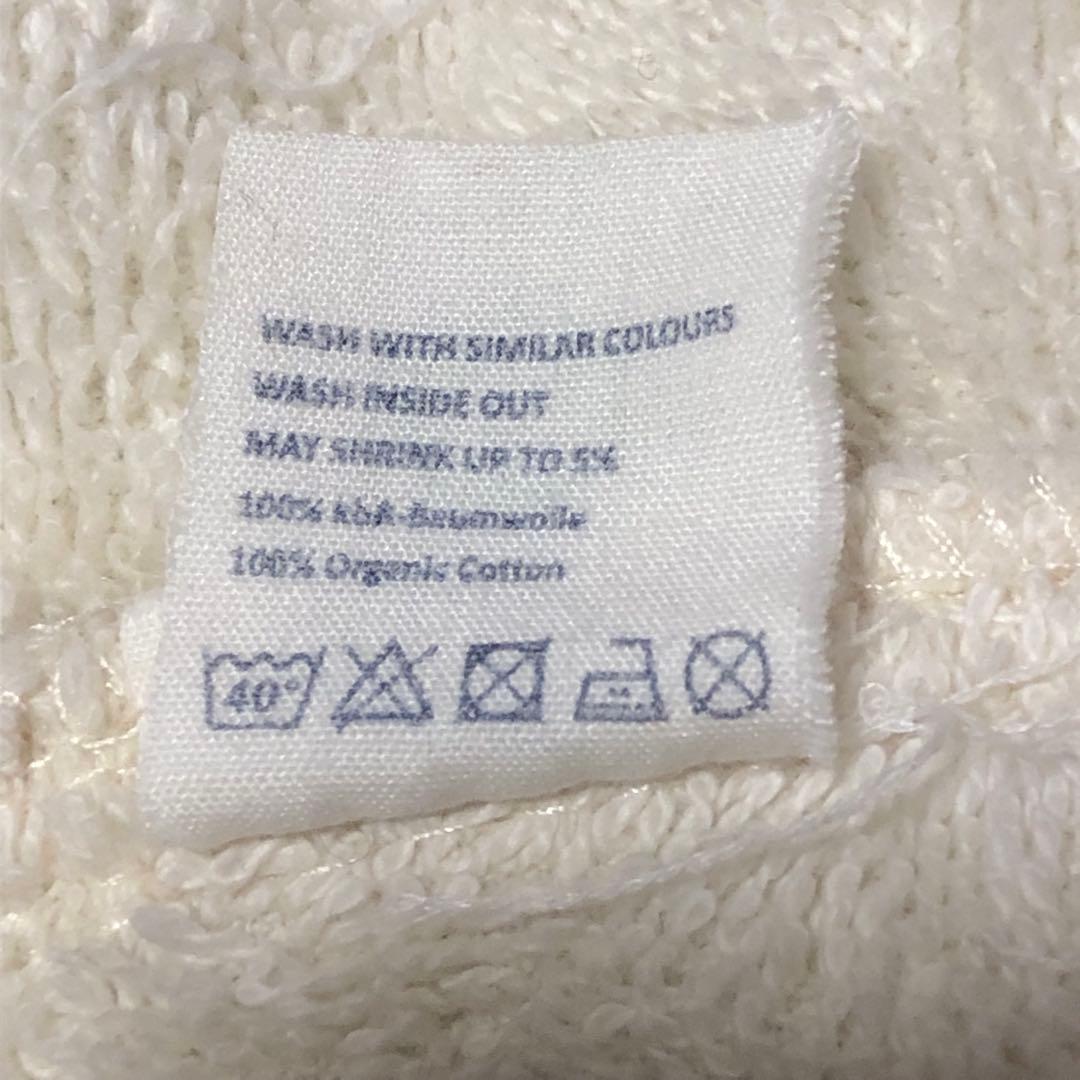 WASH WITH SIMILAR COLOURS
WASH INSIDE OUT
MAY SHRINK UP TO 5%
100% kbA-Baumwolle
100% Organic Cotton
40°